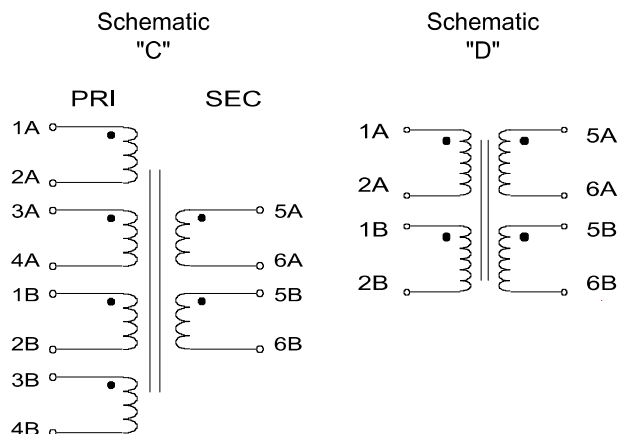 Schematic
"C"
PRI
SEC
1A
2A
3A
4A
1B
2B
3B
4B
5A
6A
5B
6B
Schematic
"D"
1A
2A
1B
2B
5A
6A
5B
6B